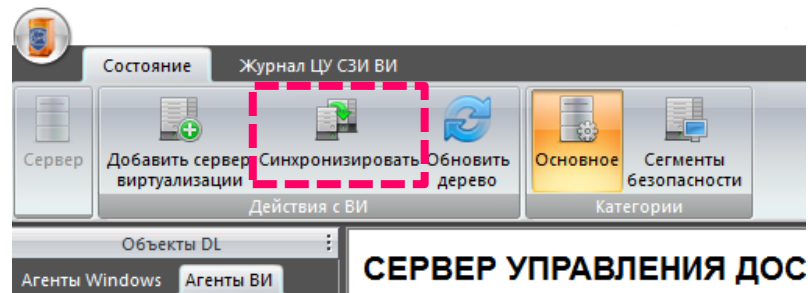 Состояние Журнал ЦУ СЗИ ВИ
Сервер Добавить сервер Синхронизировать Обновить Основное Сегменты
виртуализации дерево безопасности
Действия с ВИ Категории
Объекты DL
Агенты Windows Агенты ВИ СЕРВЕР УПРАВЛЕНИЯ ДОС